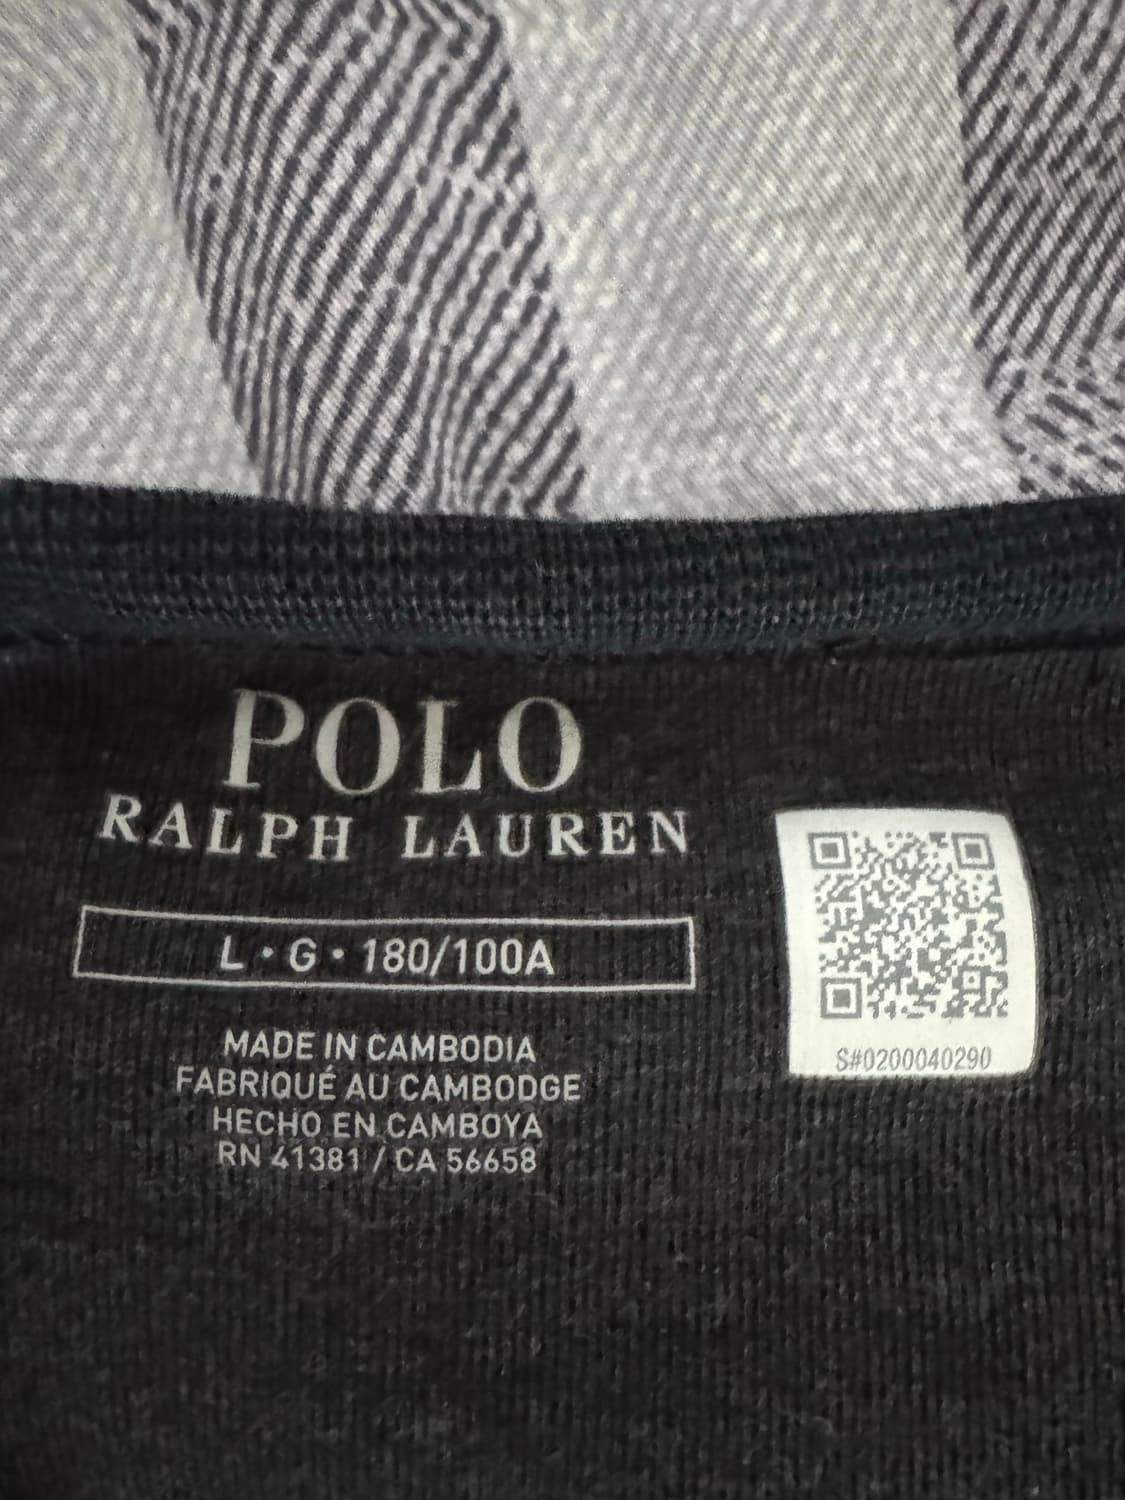 POLO
RALPH LAUREN
L • G • 180/100A
MADE IN CAMBODIA
FABRIQUÉ AU CAMBODGE
HECHO EN CAMBOYA
RN 41381 / CA 56658
S#0200040290